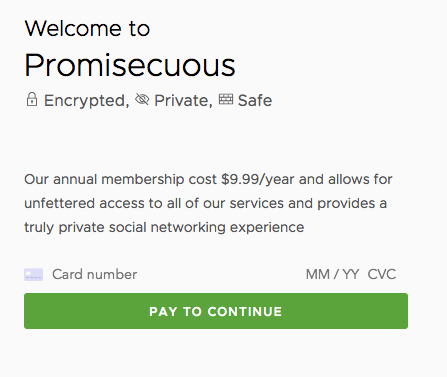 Welcome to
Promisecuous
Encrypted, Private, Safe
Our annual membership cost $9.99/year and allows for
unfettered access to all of our services and provides a
truly private social networking experience
Card number MM / YY CVC
PAY TO CONTINUE